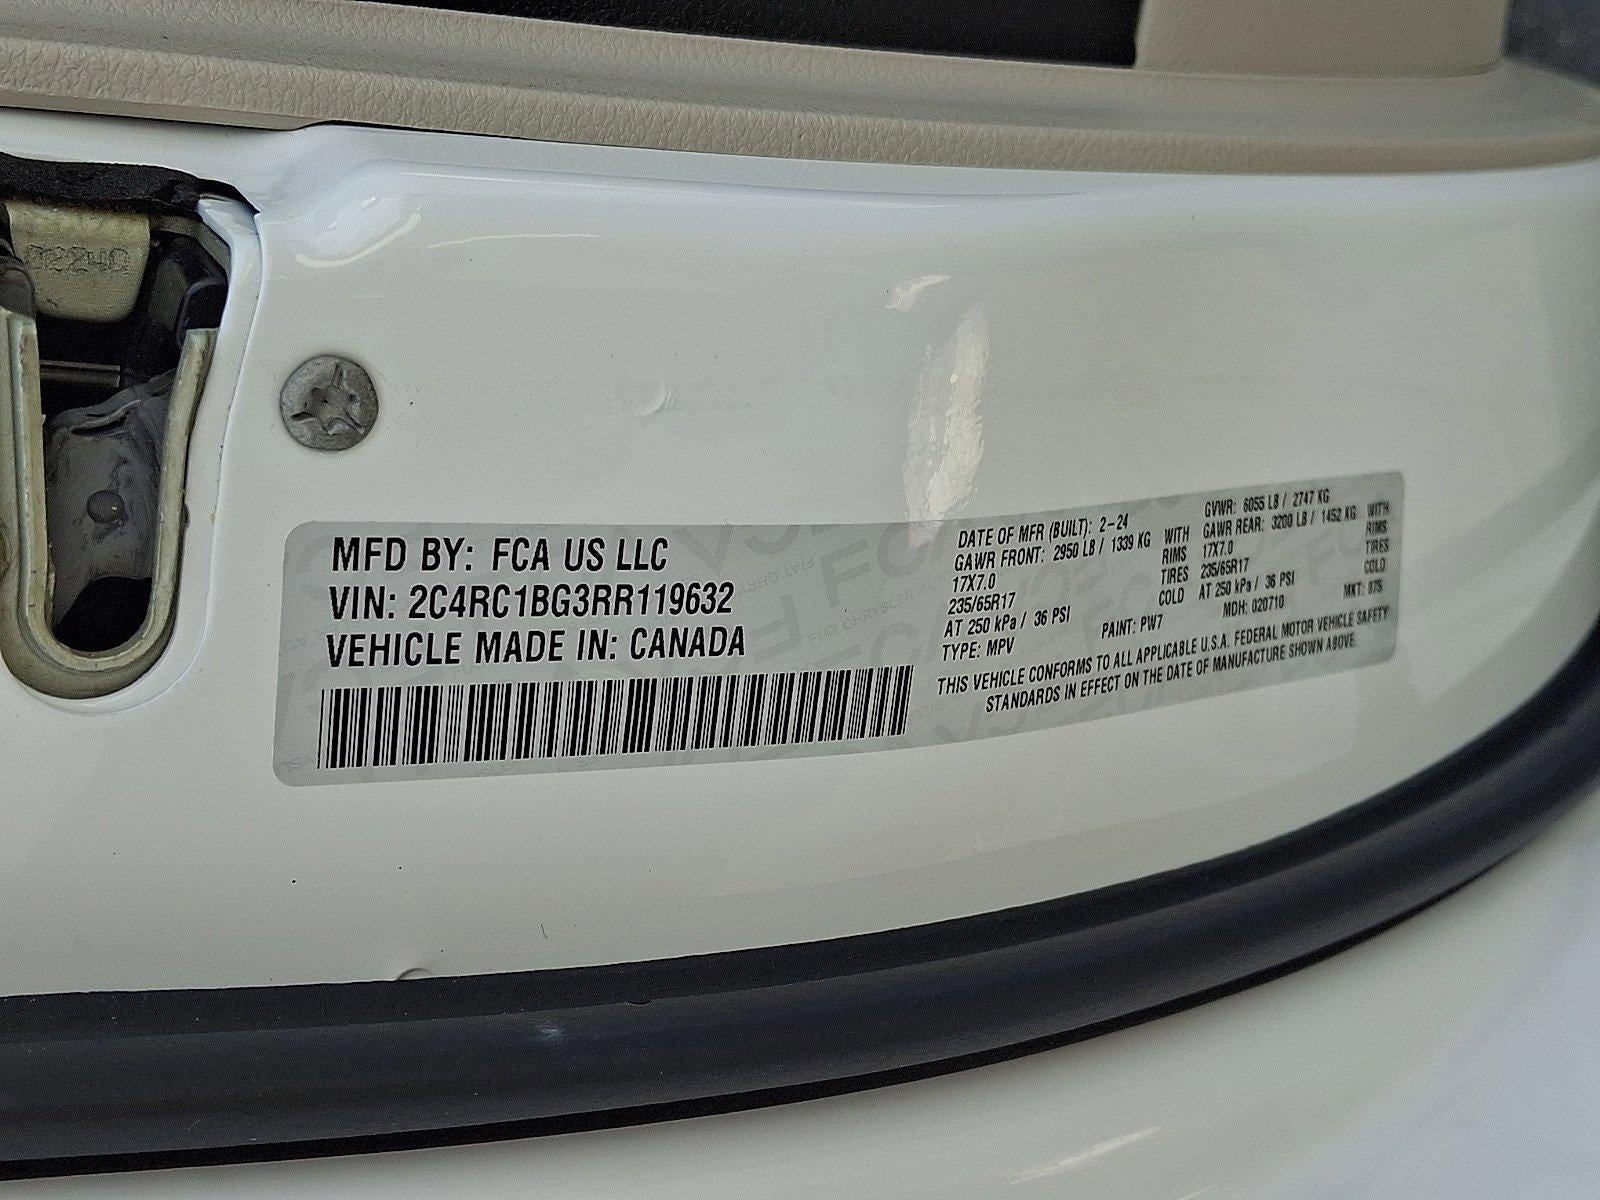 02240
MFD BY: FCA US LLC
VIN: 2C4RC1BG3RR119632
VEHICLE MADE IN: CANADA
DATE OF MFR (BUILT): 2-24 GVWR: 6055 LB / 2747 KG
GAWR FRONT: 2950 LB / 1339 KG WITH GAWR REAR: 3200 LB / 1452 KG WITH
17X7.0 RIMS 17X7.0 RIMS
235/65R17 TIRES 235/65R17 TIRES
AT 250 kPa / 36 PSI COLD AT 250 kPa / 36 PSI COLD
TYPE: MPV PAINT: PW7 MDH: 020710 MKT:
THIS VEHICLE CONFORMS TO ALL APPLICABLE U.S.A. FEDERAL MOTOR VEHICLE SAFETY
STANDARDS IN EFFECT ON THE DATE OF MANUFACTURE SHOWN ABOVE.